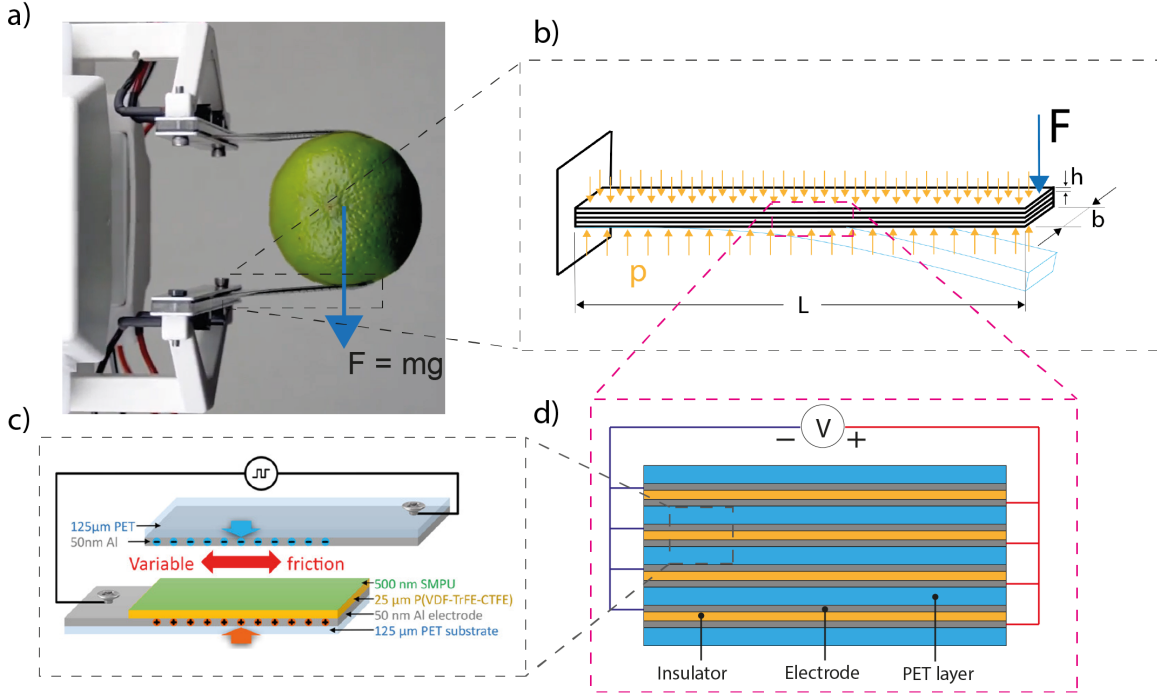 a)
F = mg
b)
F
h
b
p
L
c)
125µm PET
50nm Al
Variable friction
500 nm SMPU
25 µm P(VDF-TrFE-CTFE)
50 nm Al electrode
125 µm PET substrate
d)
− V +
Insulator
Electrode
PET layer